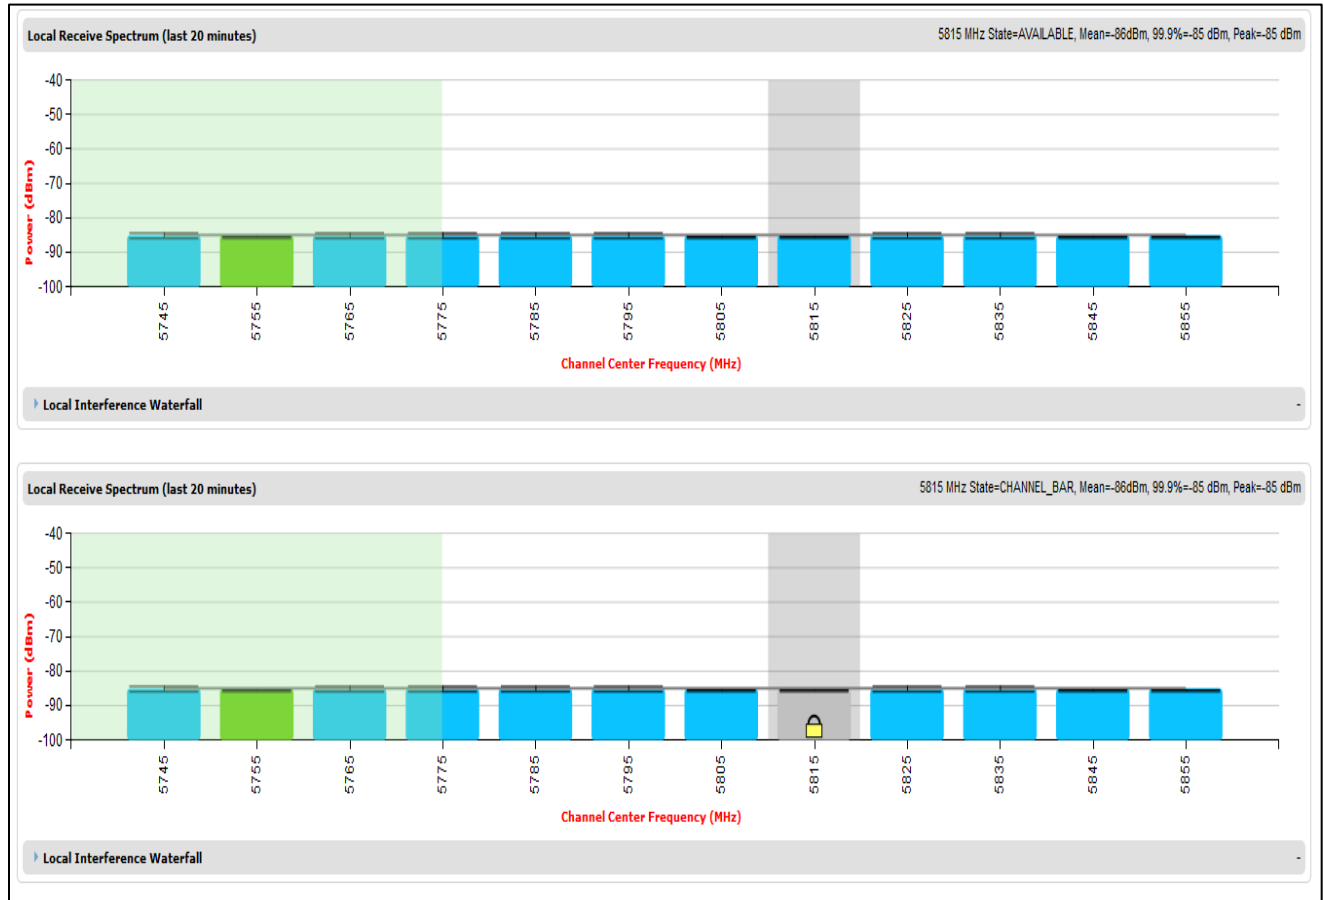 Local Receive Spectrum (last 20 minutes) 5815 MHz State=AVAILABLE, Mean=-86dBm, 99.9%=-85 dBm, Peak=-85 dBm
Power (dBm)
-40
-50
-60
-70
-80
-90
-100
5745 5755 5765 5775 5785 5795 5805 5815 5825 5835 5845 5855
Channel Center Frequency (MHz)
Local Interference Waterfall -
Local Receive Spectrum (last 20 minutes) 5815 MHz State=CHANNEL_BAR, Mean=-86dBm, 99.9%=-85 dBm, Peak=-85 dBm
Power (dBm)
-40
-50
-60
-70
-80
-90
-100
5745 5755 5765 5775 5785 5795 5805 5815 5825 5835 5845 5855
Channel Center Frequency (MHz)
Local Interference Waterfall -